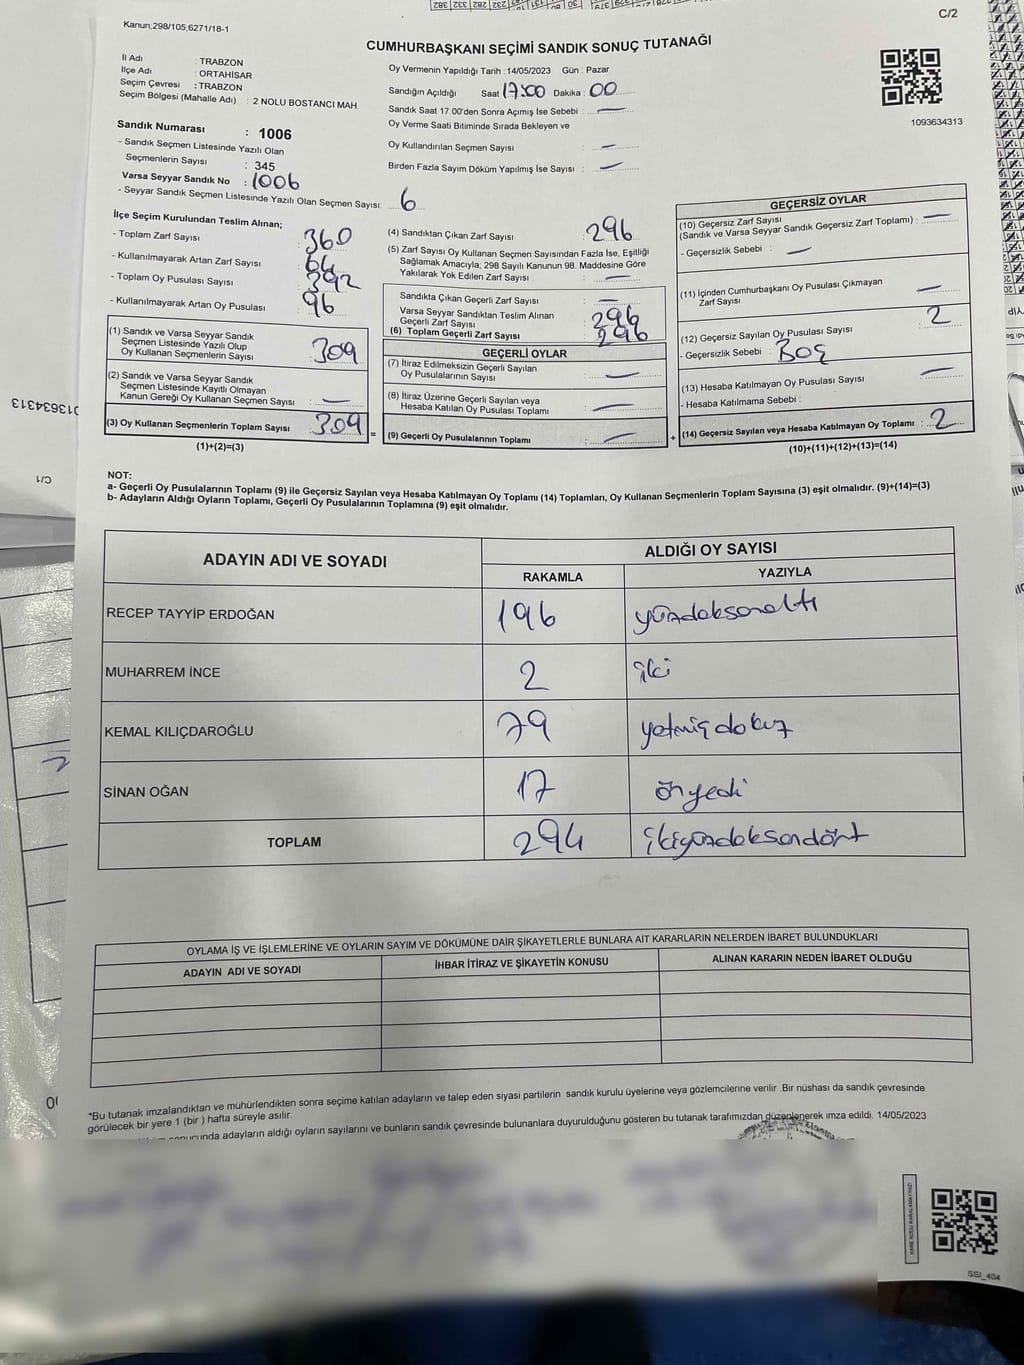 Kanun;298/105;6271/18-1
C/2
CUMHURBAŞKANI SEÇİMİ SANDIK SONUÇ TUTANAĞI
İl Adı : TRABZON
İlçe Adı : ORTAHİSAR
Seçim Çevresi : TRABZON
Seçim Bölgesi (Mahalle Adı) : 2 NOLU BOSTANCI MAH.
Oy Vermenin Yapıldığı Tarih : 14/05/2023 Gün : Pazar
Sandığın Açıldığı Saat 17:00 Dakika : 00
Sandık Saat 17:00'den Sonra Açımış İse Sebebi : —
Oy Verme Saati Bitiminde Sırada Bekleyen ve
Oy Kullandırılan Seçmen Sayısı : —
Birden Fazla Sayım Döküm Yapılmış İse Sayısı : —
1093634313
Sandık Numarası : 1006
- Sandık Seçmen Listesinde Yazılı Olan
Seçmenlerin Sayısı : 345
Varsa Seyyar Sandık No : 1006
- Seyyar Sandık Seçmen Listesinde Yazılı Olan Seçmen Sayısı: 6
İlçe Seçim Kurulundan Teslim Alınan;
- Toplam Zarf Sayısı : 360
- Kullanılmayarak Artan Zarf Sayısı : 64
- Toplam Oy Pusulası Sayısı : 392
- Kullanılmayarak Artan Oy Pusulası : 96
(1) Sandık ve Varsa Seyyar Sandık
Seçmen Listesinde Yazılı Olup
Oy Kullanan Seçmenlerin Sayısı : 309
(2) Sandık ve Varsa Seyyar Sandık
Seçmen Listesinde Kayıtlı Olmayan
Kanun Gereği Oy Kullanan Seçmen Sayısı : —
(3) Oy Kullanan Seçmenlerin Toplam Sayısı : 309 =
(1)+(2)=(3)
(4) Sandıktan Çıkan Zarf Sayısı : 296
(5) Zarf Sayısı Oy Kullanan Seçmen Sayısından Fazla İse, Eşitliği
Sağlamak Amacıyla; 298 Sayılı Kanunun 98. Maddesine Göre
Yakılarak Yok Edilen Zarf Sayısı : —
Sandıkta Çıkan Geçerli Zarf Sayısı : —
Varsa Seyyar Sandıktan Teslim Alınan
Geçerli Zarf Sayısı : 296
(6) Toplam Geçerli Zarf Sayısı : 296
GEÇERLİ OYLAR
(7) İtiraz Edilmeksizin Geçerli Sayılan
Oy Pusulalarının Sayısı : —
(8) İtiraz Üzerine Geçerli Sayılan veya
Hesaba Katılan Oy Pusulası Toplamı : —
(9) Geçerli Oy Pusulalarının Toplamı : — +
GEÇERSİZ OYLAR
(10) Geçersiz Zarf Sayısı
(Sandık ve Varsa Seyyar Sandık Geçersiz Zarf Toplamı) : —
- Geçersizlik Sebebi : —
(11) İçinden Cumhurbaşkanı Oy Pusulası Çıkmayan
Zarf Sayısı : —
(12) Geçersiz Sayılan Oy Pusulası Sayısı : 2
- Geçersizlik Sebebi : Boş
(13) Hesaba Katılmayan Oy Pusulası Sayısı : —
- Hesaba Katılmama Sebebi :
(14) Geçersiz Sayılan veya Hesaba Katılmayan Oy Toplamı : 2
(10)+(11)+(12)+(13)=(14)
NOT:
a- Geçerli Oy Pusulalarının Toplamı (9) ile Geçersiz Sayılan veya Hesaba Katılmayan Oy Toplamı (14) Toplamları, Oy Kullanan Seçmenlerin Toplam Sayısına (3) eşit olmalıdır. (9)+(14)=(3)
b- Adayların Aldığı Oyların Toplamı, Geçerli Oy Pusulalarının Toplamına (9) eşit olmalıdır.
ADAYIN ADI VE SOYADI
ALDIĞI OY SAYISI
RAKAMLA YAZIYLA
RECEP TAYYİP ERDOĞAN 196 yüzdoksanaltı
MUHARREM İNCE 2 iki
KEMAL KILIÇDAROĞLU 79 yetmişdokuz
SİNAN OĞAN 17 önyedi
TOPLAM 294 ikiyüzdoksandört
OYLAMA İŞ VE İŞLEMLERİNE VE OYLARIN SAYIM VE DÖKÜMÜNE DAİR ŞİKAYETLERLE BUNLARA AİT KARARLARIN NELERDEN İBARET BULUNDUKLARI
ADAYIN ADI VE SOYADI İHBAR İTİRAZ VE ŞİKAYETİN KONUSU ALINAN KARARIN NEDEN İBARET OLDUĞU
*Bu tutanak imzalandıktan ve mühürlendikten sonra seçime katılan adayların ve talep eden siyasi partilerin sandık kurulu üyelerine veya gözlemcilerine verilir .Bir nüshası da sandık çevresinde
görülecek bir yere 1 (bir ) hafta süreyle asılır.
adayların aldığı oyların sayılarını ve bunların sandık çevresinde bulunanlara duyurulduğunu gösteren bu tutanak tarafımızdan düzenlenerek imza edildi. 14/05/2023
SSI_404